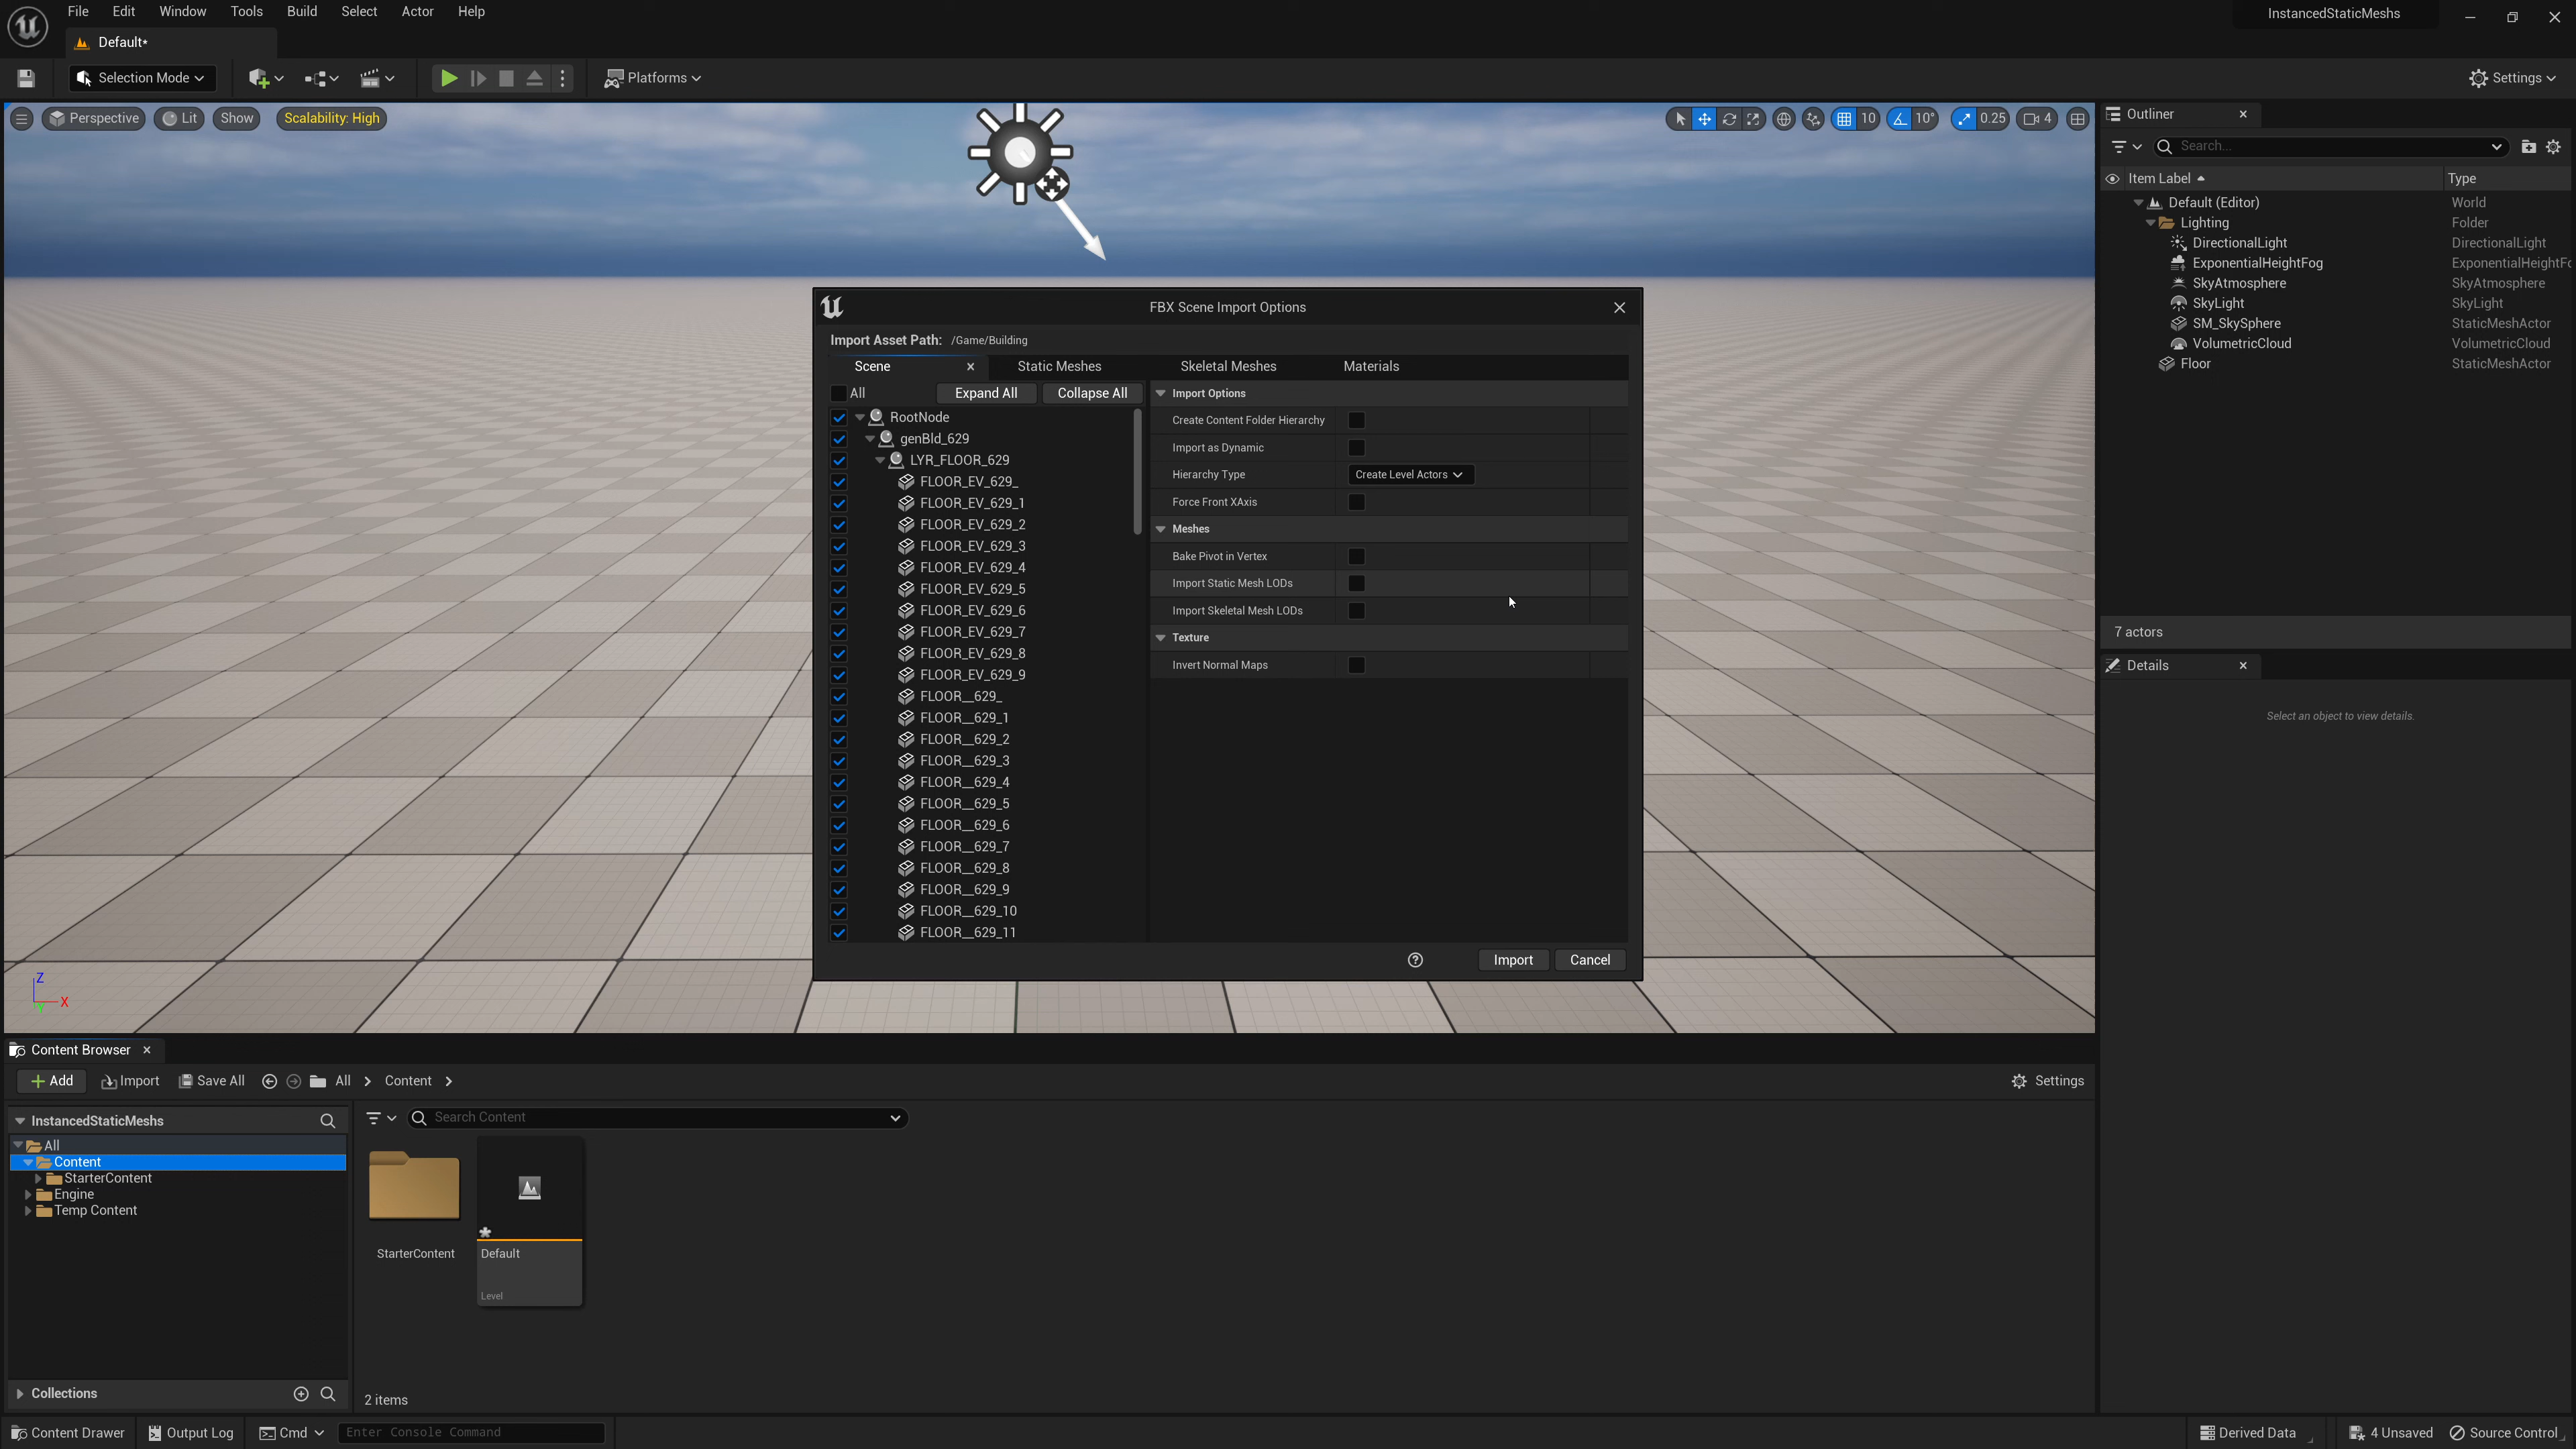 File Edit Window Tools Build Select Actor Help
InstancedStaticMeshs
Default*
Selection Mode
Platforms
Settings
Perspective Lit Show Scalability: High
10 10° 0.25 4
Outliner
Search...
Item Label Type
Default (Editor) World
Lighting Folder
DirectionalLight DirectionalLight
ExponentialHeightFog ExponentialHeightFo
SkyAtmosphere SkyAtmosphere
SkyLight SkyLight
SM_SkySphere StaticMeshActor
VolumetricCloud VolumetricCloud
Floor StaticMeshActor
7 actors
Details
Select an object to view details.
FBX Scene Import Options
Import Asset Path: /Game/Building
Scene Static Meshes Skeletal Meshes Materials
All Expand All Collapse All
RootNode
genBld_629
LYR_FLOOR_629
FLOOR_EV_629_
FLOOR_EV_629_1
FLOOR_EV_629_2
FLOOR_EV_629_3
FLOOR_EV_629_4
FLOOR_EV_629_5
FLOOR_EV_629_6
FLOOR_EV_629_7
FLOOR_EV_629_8
FLOOR_EV_629_9
FLOOR__629_
FLOOR__629_1
FLOOR__629_2
FLOOR__629_3
FLOOR__629_4
FLOOR__629_5
FLOOR__629_6
FLOOR__629_7
FLOOR__629_8
FLOOR__629_9
FLOOR__629_10
FLOOR__629_11
Import Options
Create Content Folder Hierarchy
Import as Dynamic
Hierarchy Type Create Level Actors
Force Front XAxis
Meshes
Bake Pivot in Vertex
Import Static Mesh LODs
Import Skeletal Mesh LODs
Texture
Invert Normal Maps
Import Cancel
Z
X
Y
Content Browser
Add Import Save All All Content
Settings
InstancedStaticMeshs
All
Content
StarterContent
Engine
Temp Content
Search Content
StarterContent
Default
Level
Collections
2 items
Content Drawer Output Log Cmd Enter Console Command
Derived Data 4 Unsaved Source Control